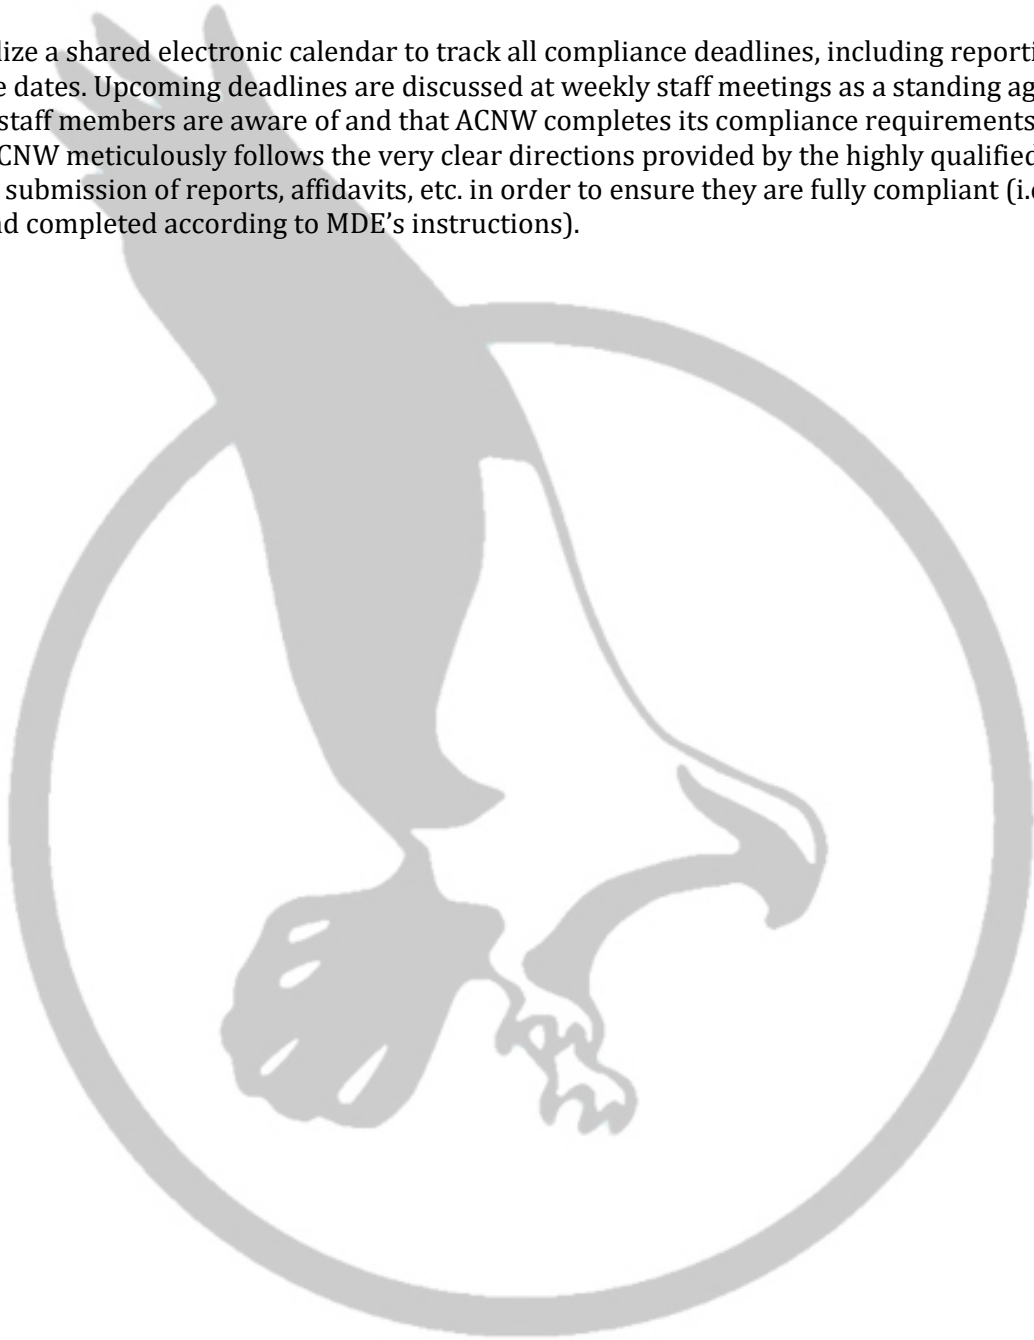 lize a shared electronic calendar to track all compliance deadlines, including reporti
e dates. Upcoming deadlines are discussed at weekly staff meetings as a standing ag
staff members are aware of and that ACNW completes its compliance requirements
CNW meticulously follows the very clear directions provided by the highly qualified
submission of reports, affidavits, etc. in order to ensure they are fully compliant (i.e
nd completed according to MDE’s instructions).